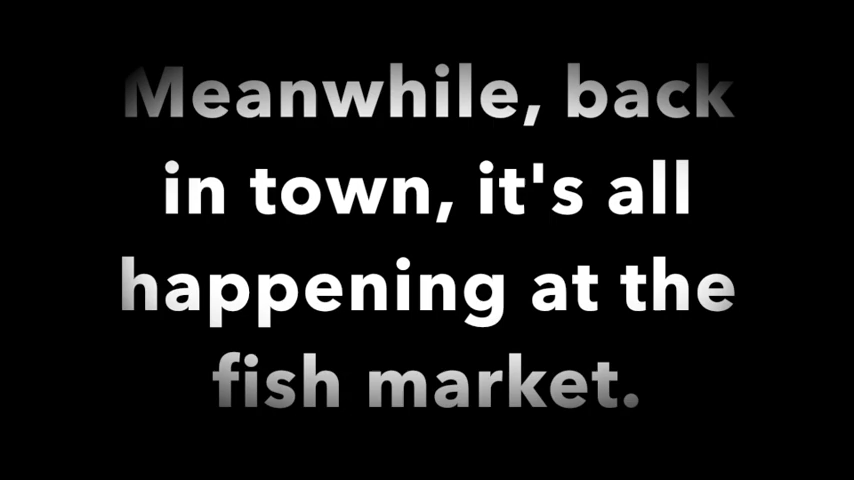 Meanwhile, back
in town, it's all
happening at the
fish market.